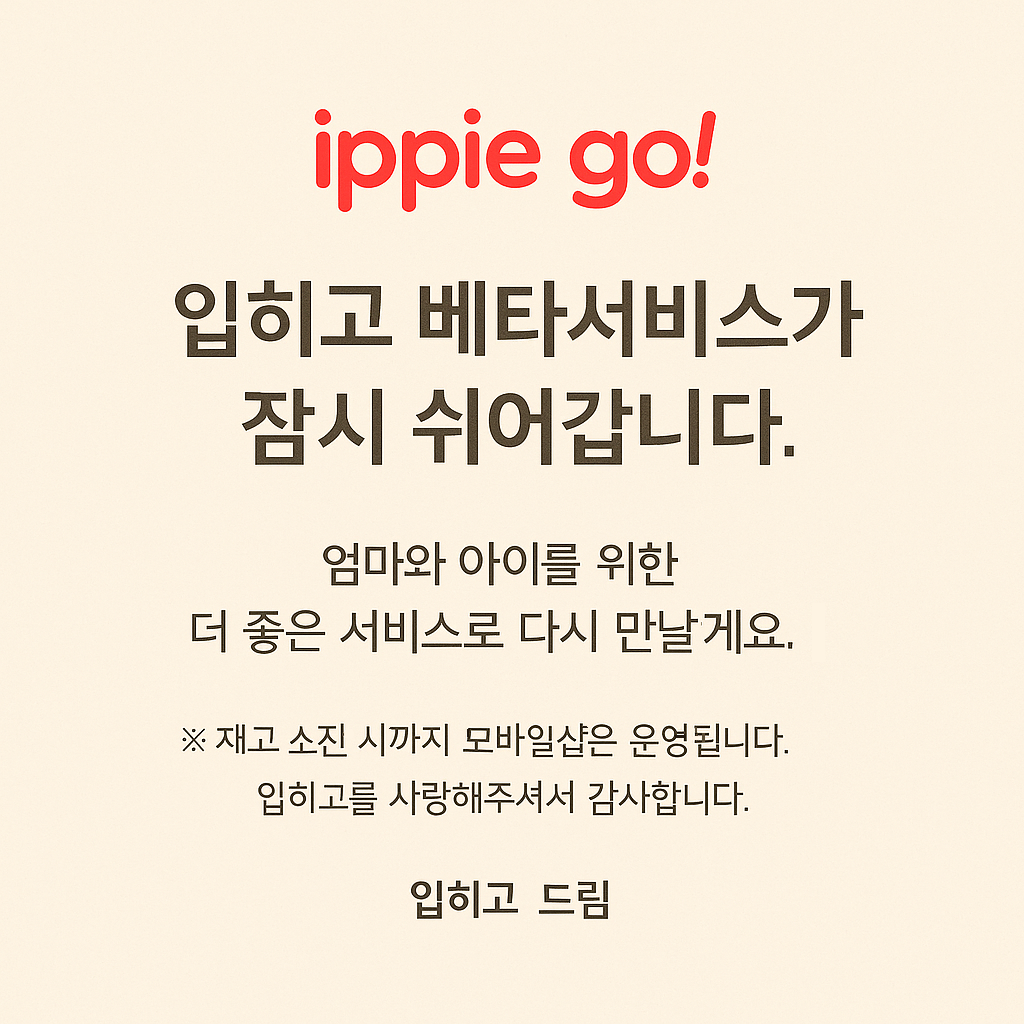 ippie go!
입히고 베타서비스가
잠시 쉬어갑니다.
엄마와 아이를 위한
더 좋은 서비스로 다시 만날게요.
※ 재고 소진 시까지 모바일샵은 운영됩니다.
입히고를 사랑해주셔서 감사합니다.
입히고 드림